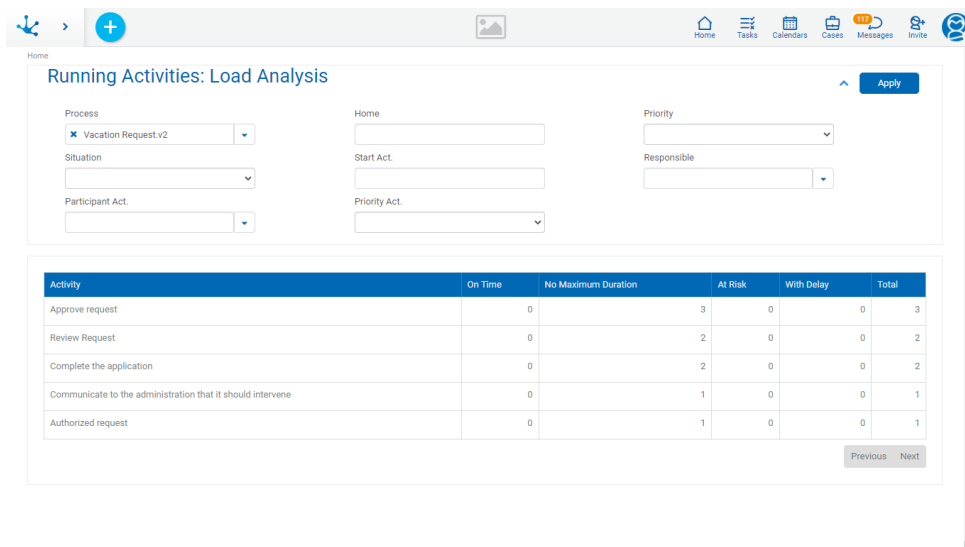 117
Home Tasks Calendars Cases Messages Invite
Home
Running Activities: Load Analysis
Apply
Process Home Priority
Vacation Request.v2
Situation Start Act. Responsible
Participant Act. Priority Act.
Activity On Time No Maximum Duration At Risk With Delay Total
Approve request 0 3 0 0 3
Review Request 0 2 0 0 2
Complete the application 0 2 0 0 2
Communicate to the administration that it should intervene 0 1 0 0 1
Authorized request 0 1 0 0 1
Previous Next